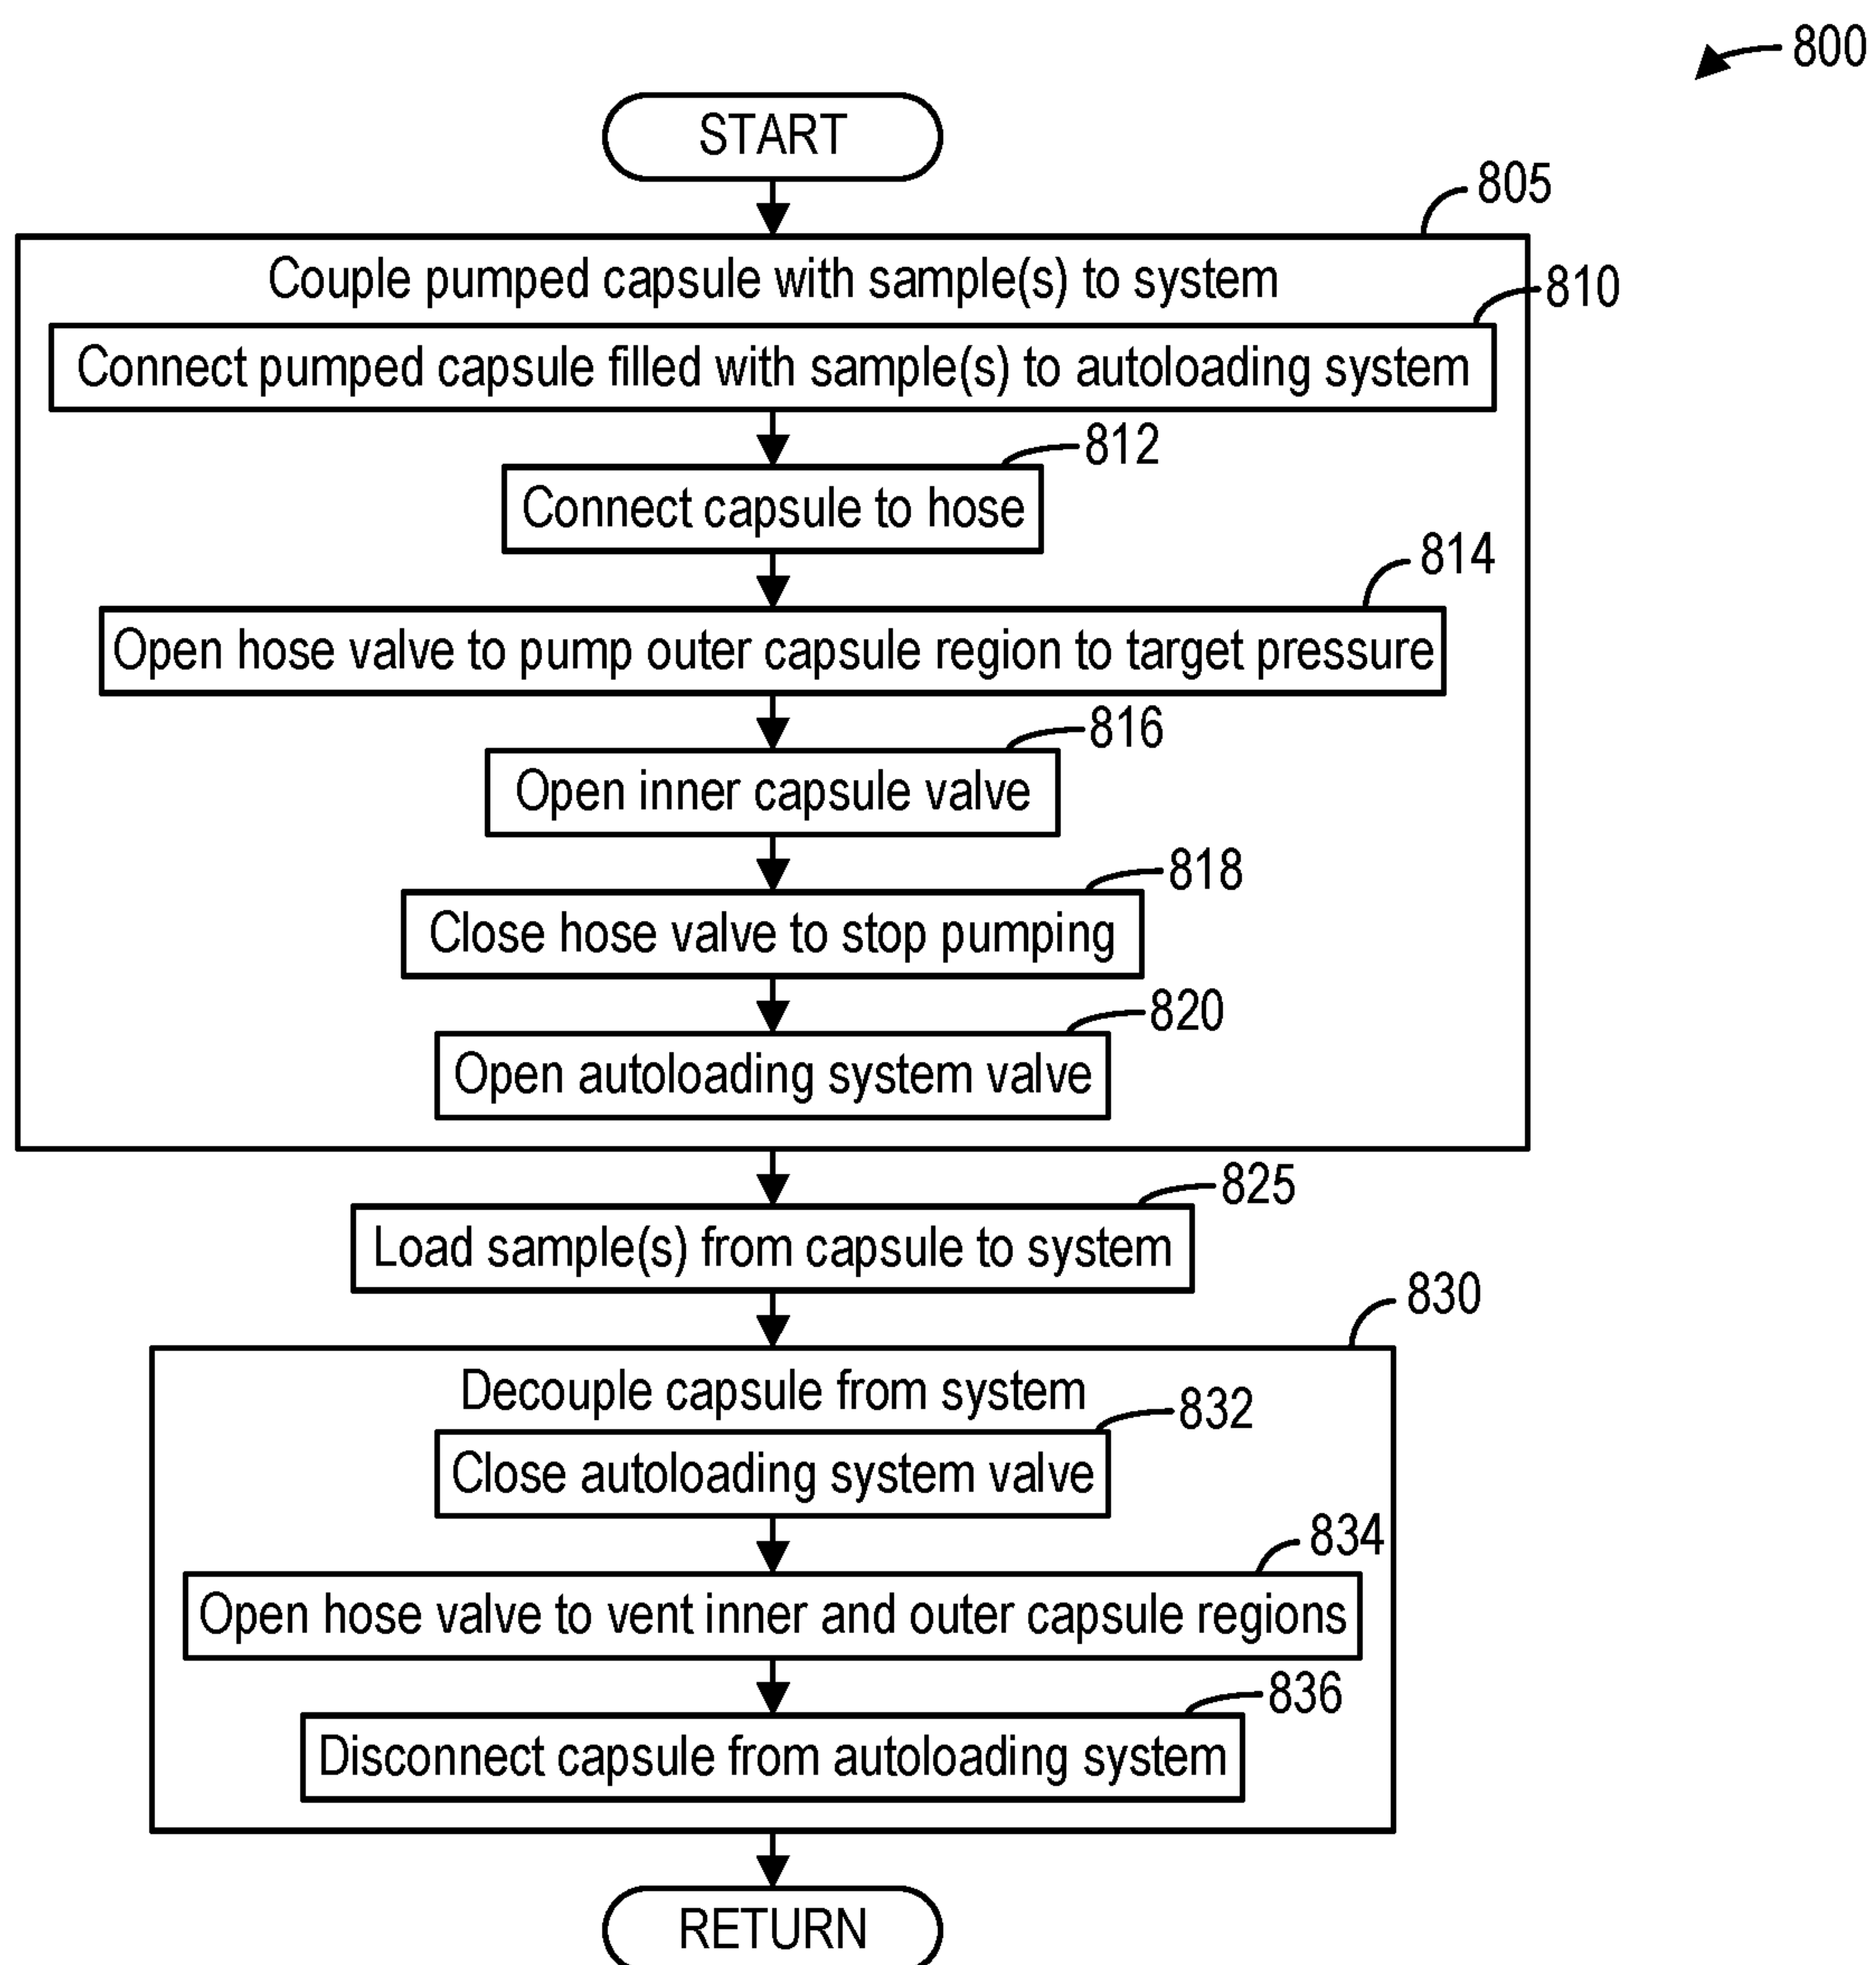 800
START
805
Couple pumped capsule with sample(s) to system
810
Connect pumped capsule filled with sample(s) to autoloading system
812
Connect capsule to hose
814
Open hose valve to pump outer capsule region to target pressure
816
Open inner capsule valve
818
Close hose valve to stop pumping
820
Open autoloading system valve
825
Load sample(s) from capsule to system
830
Decouple capsule from system
832
Close autoloading system valve
834
Open hose valve to vent inner and outer capsule regions
836
Disconnect capsule from autoloading system
RETURN